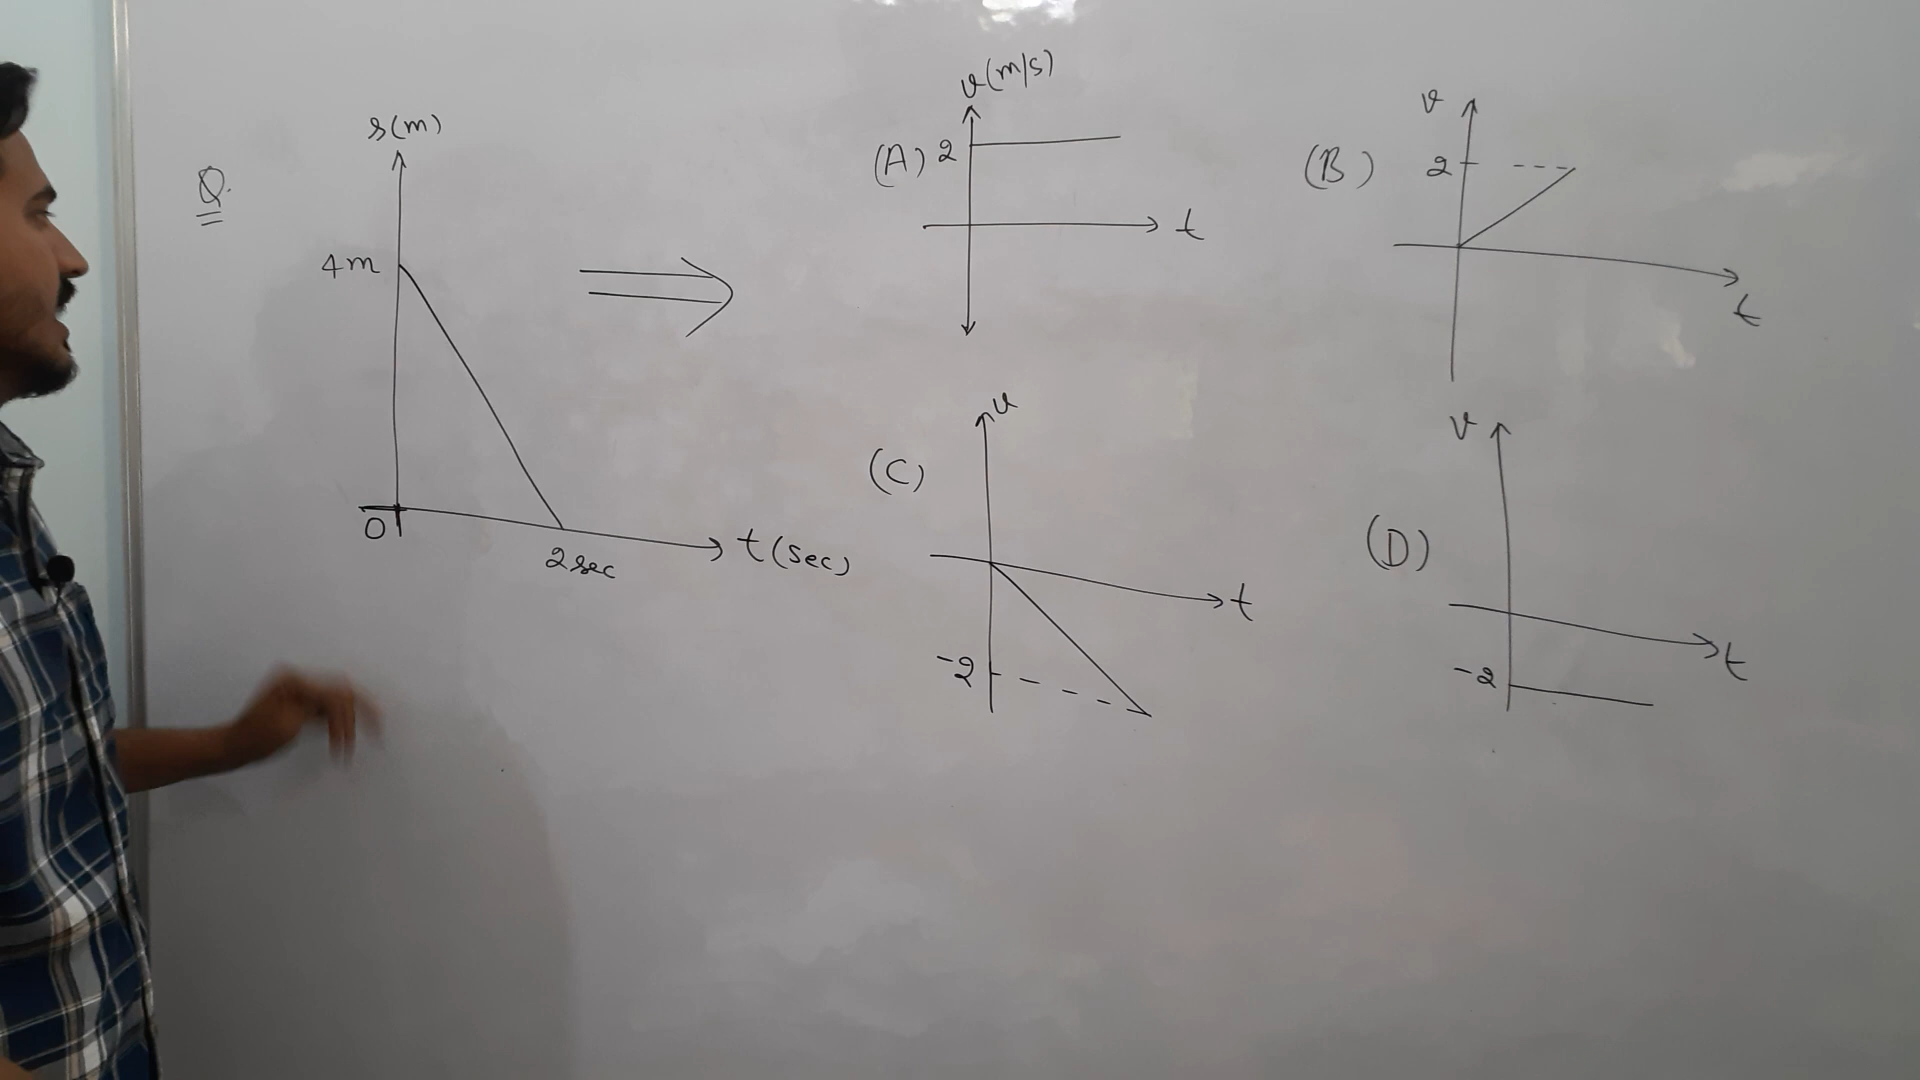 Q.
s(m)
4m
0
2sec
t(sec)
(A)
v(m/s)
2
t
(B)
v
2
t
(C)
v
-2
t
(D)
v
-2
t